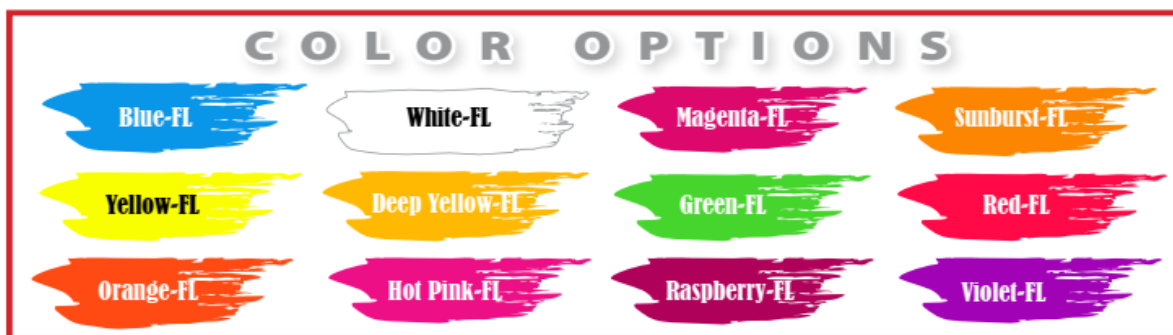 COLOR OPTIONS
Blue-FL White-FL Magenta-FL Sunburst-FL
Yellow-FL Deep Yellow-FL Green-FL Red-FL
Orange-FL Hot Pink-FL Raspberry-FL Violet-FL